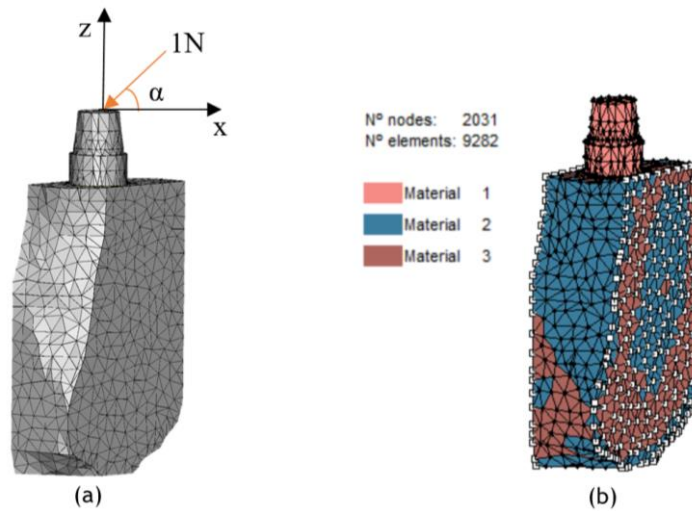 z
1N
α
x
Nº nodes: 2031
Nº elements: 9282
Material 1
Material 2
Material 3
(a)
(b)